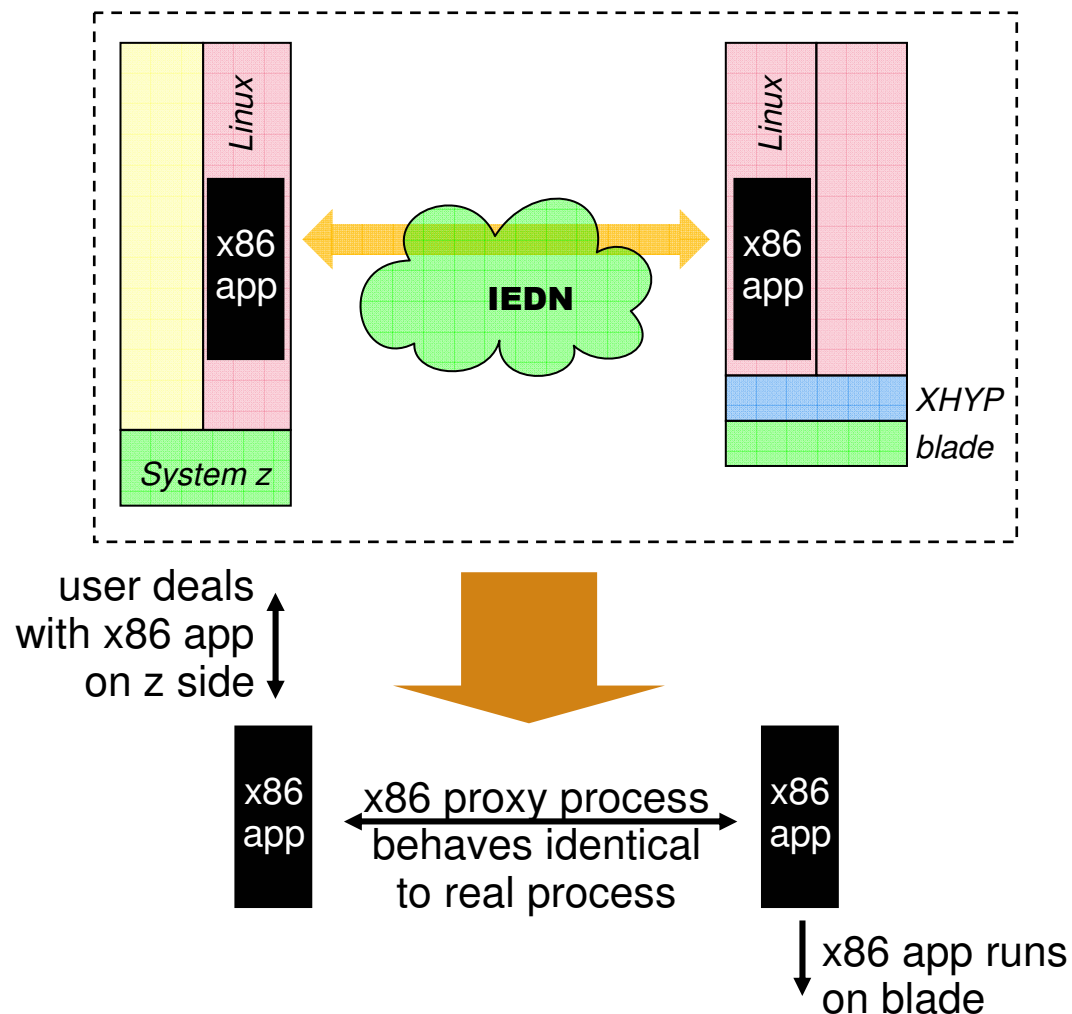 Linux
x86
app
System z
IEDN
Linux
x86
app
XHYP
blade
user deals
with x86 app
on z side
x86
app
x86 proxy process
behaves identical
to real process
x86
app
x86 app runs
on blade